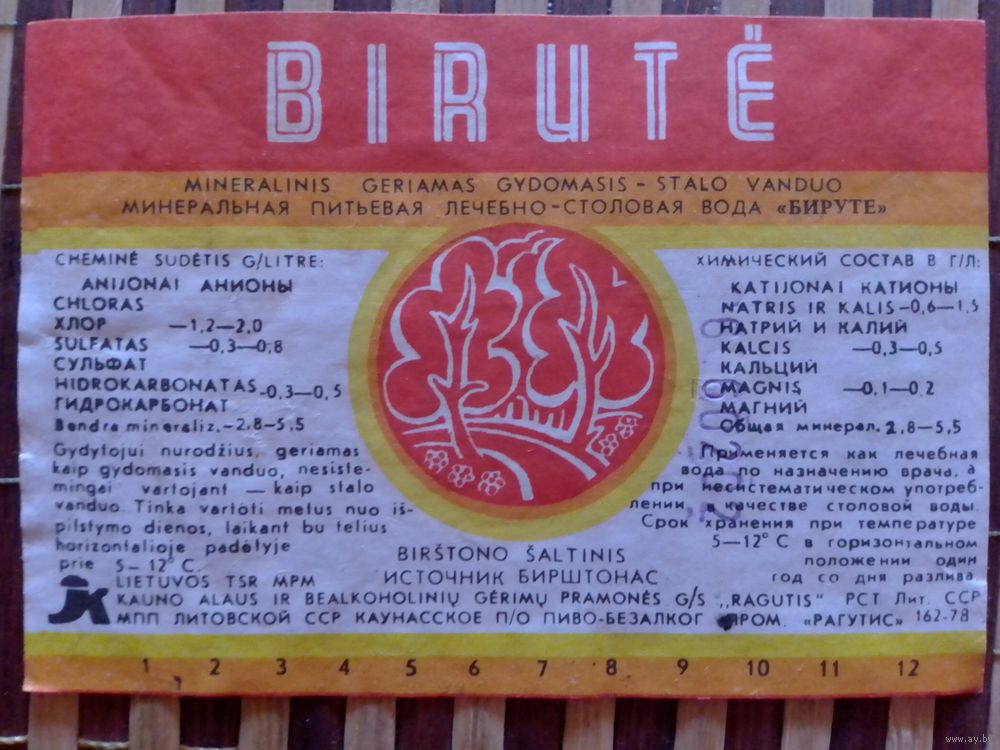 BIRUTĖ
MINERALINIS GERIAMAS GYDOMASIS – STALO VANDUO
МИНЕРАЛЬНАЯ ПИТЬЕВАЯ ЛЕЧЕБНО–СТОЛОВАЯ ВОДА «БИРУТЕ»
CHEMINĖ SUDĖTIS G/LITRE:
ANIJONAI АНИОНЫ
CHLORAS
ХЛОР —1,2—2,0
SULFATAS —0,3—0,8
СУЛЬФАТ
HIDROKARBONATAS –0,3—0,5
ГИДРОКАРБОНАТ
Bendra mineraliz.–2,8–5,5
Gydytojui nurodžius, geriamas
kaip gydomasis vanduo, nesiste-
mingai vartojant — kaip stalo
vanduo. Tinka vartoti metus nuo iš-
pilstymo dienos, laikant bu telius
horizontalioje padėtyje
prie 5—12° C.
ХИМИЧЕСКИЙ СОСТАВ В Г/Л:
KATIJONAI КАТИОНЫ
NATRIS IR KALIS–0,6—1,5
НАТРИЙ И КАЛИЙ
KALCIS —0,3—0,5
КАЛЬЦИЙ
MAGNIS —0,1—0,2
МАГНИЙ
Общая минерал. 2,8—5,5
Применяется как лечебная
вода по назначению врача, а
при несистематическом употреб-
лении в качестве столовой воды.
Срок хранения при температуре
5—12° С в горизонтальном
положении один
год со дня разлива
BIRŠTONO ŠALTINIS
ИСТОЧНИК БИРШТОНАС
LIETUVOS TSR MPM
KAUNO ALAUS IR BEALKOHOLINIŲ GĖRIMŲ PRAMONĖS G/S „RAGUTIS" РСТ Лит. ССР
МПП ЛИТОВСКОЙ ССР КАУНАССКОЕ П/О ПИВО-БЕЗАЛКОГ ПРОМ. «РАГУТИС» 162-78
1 2 3 4 5 6 7 8 9 10 11 12
www.ay.by